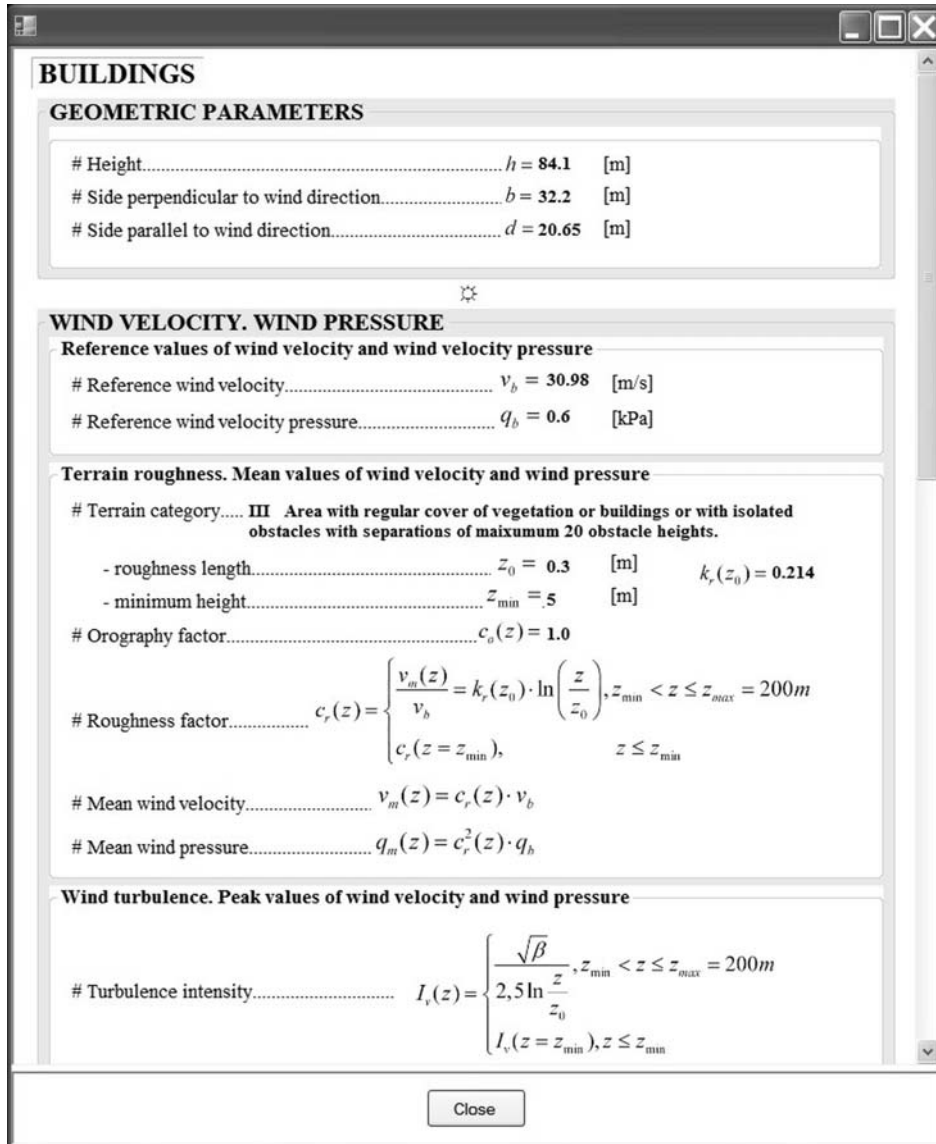 BUILDINGS
GEOMETRIC PARAMETERS
# Height.................................................................... h = 84.1 [m]
# Side perpendicular to wind direction...................... b = 32.2 [m]
# Side parallel to wind direction................................ d = 20.65 [m]
WIND VELOCITY. WIND PRESSURE
Reference values of wind velocity and wind velocity pressure
# Reference wind velocity....................................... v_b = 30.98 [m/s]
# Reference wind velocity pressure......................... q_b = 0.6 [kPa]
Terrain roughness. Mean values of wind velocity and wind pressure
# Terrain category..... III Area with regular cover of vegetation or buildings or with isolated
obstacles with separations of maixumum 20 obstacle heights.
- roughness length............................................ z_0 = 0.3 [m] k_r(z_0) = 0.214
- minimum height............................................ z_min = .5 [m]
# Orography factor.............................................. c_o(z) = 1.0
# Roughness factor............... c_r(z) = { v_m(z)/v_b = k_r(z_0) · ln(z/z_0), z_min < z ≤ z_max = 200m
c_r(z = z_min), z ≤ z_min
# Mean wind velocity....................... v_m(z) = c_r(z) · v_b
# Mean wind pressure....................... q_m(z) = c_r²(z) · q_b
Wind turbulence. Peak values of wind velocity and wind pressure
# Turbulence intensity.......................... I_v(z) = { √β / (2,5 ln z/z_0), z_min < z ≤ z_max = 200m
I_v(z = z_min), z ≤ z_min
Close